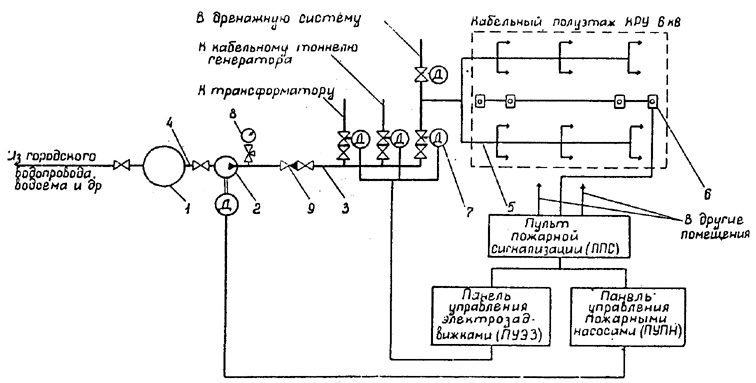 В дренажную систему
К кабельному тоннелю
генератора
К трансформатору
Кабельный полуэтаж КРУ 6кв
Из городского
водопровода,
водоема и др
4
8
1
2
9
3
7
5
6
Д
Д
Д
Д
Д
В другие
помещения
Пульт
пожарной
сигнализации (ППС)
Панель
управления
электрозад-
вижками (ПУЭЗ)
Панель
управления
пожарными
насосами (ПУПН)